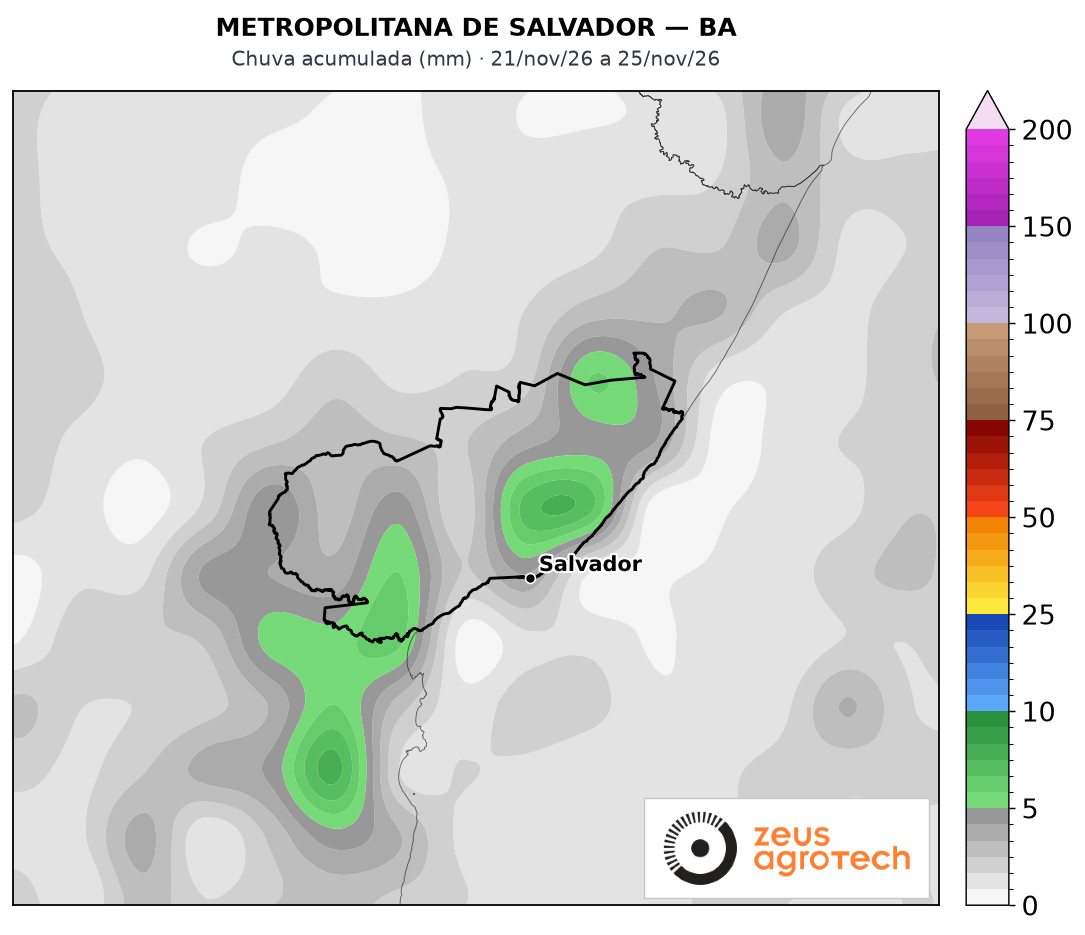 METROPOLITANA DE SALVADOR — BA
Chuva acumulada (mm) · 21/nov/26 a 25/nov/26
200
150
100
75
50
25
10
5
0
Salvador
zeus
agroTech